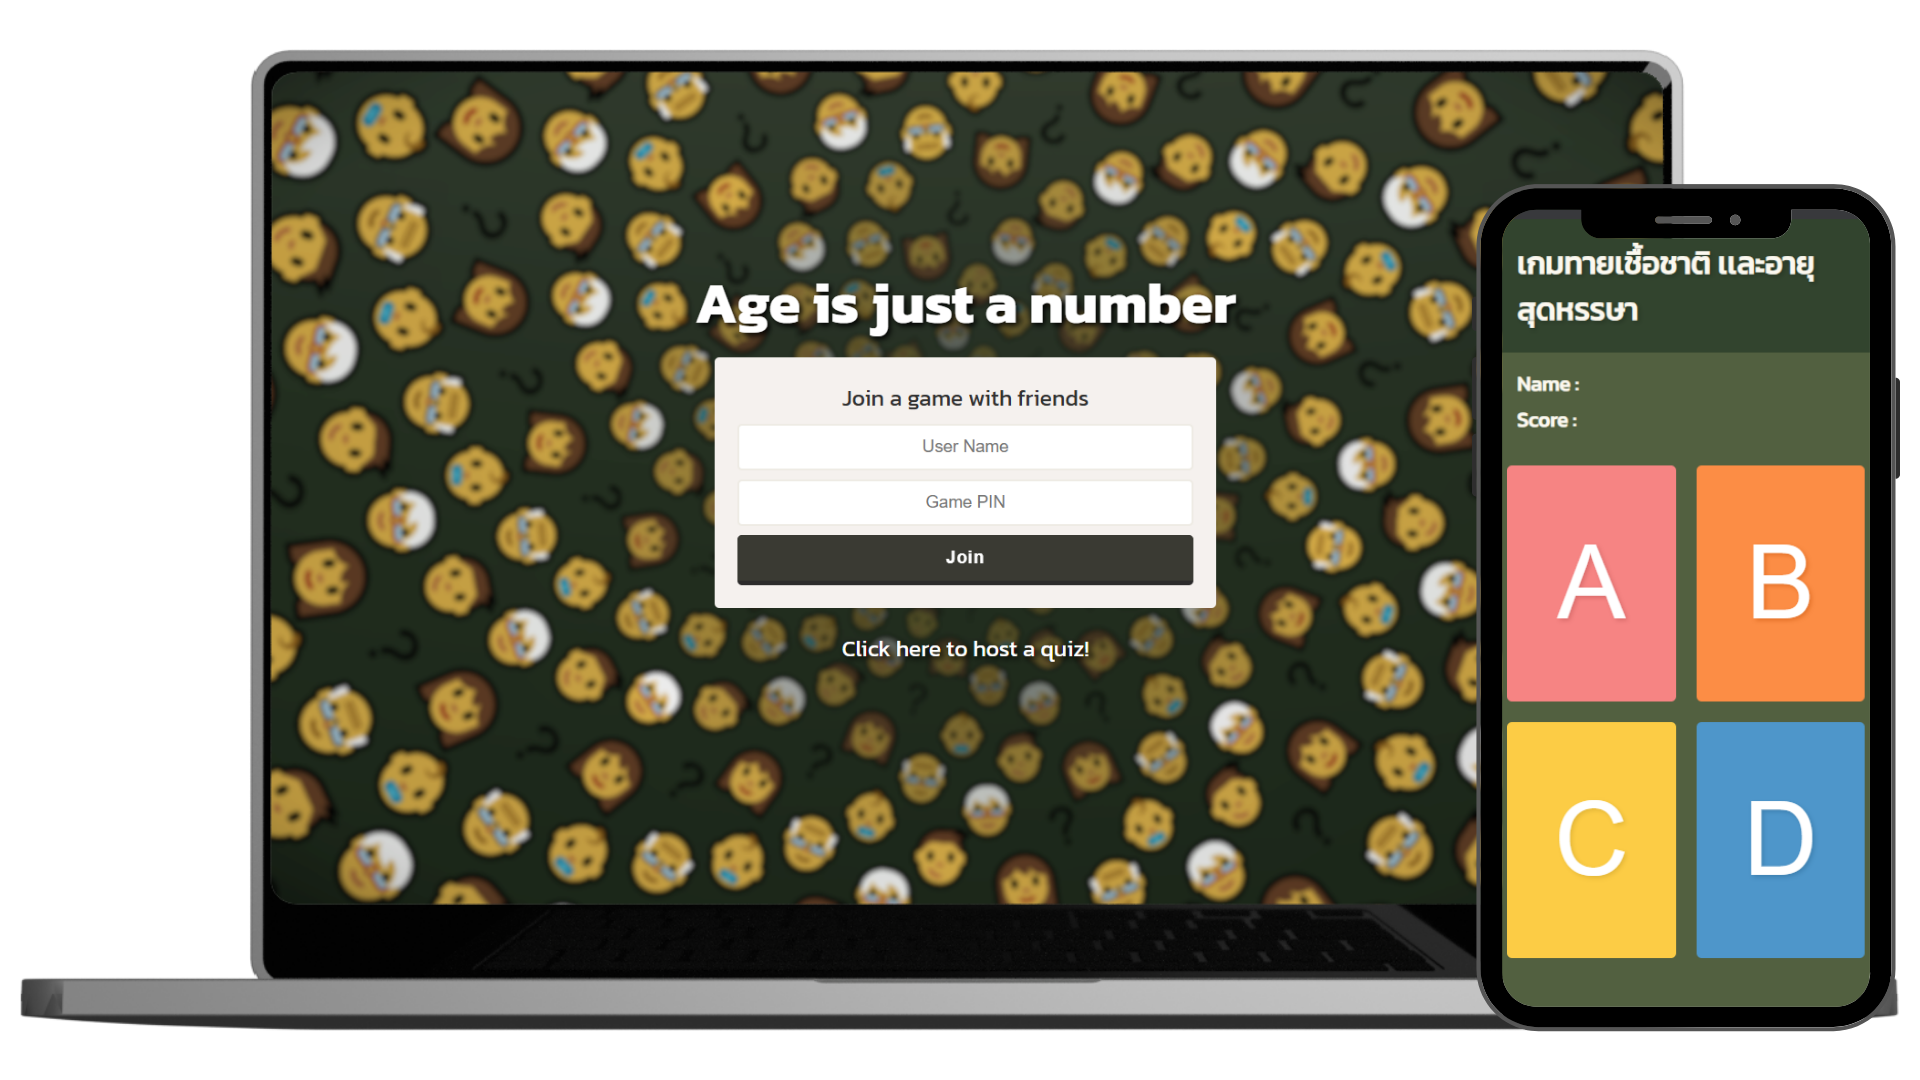 Age is just a number
Join a game with friends
User Name
Game PIN
Join
Click here to host a quiz!
เกมทายเชื้อชาติ และอายุ
สุดหรรษา
Name :
Score :
A
B
C
D